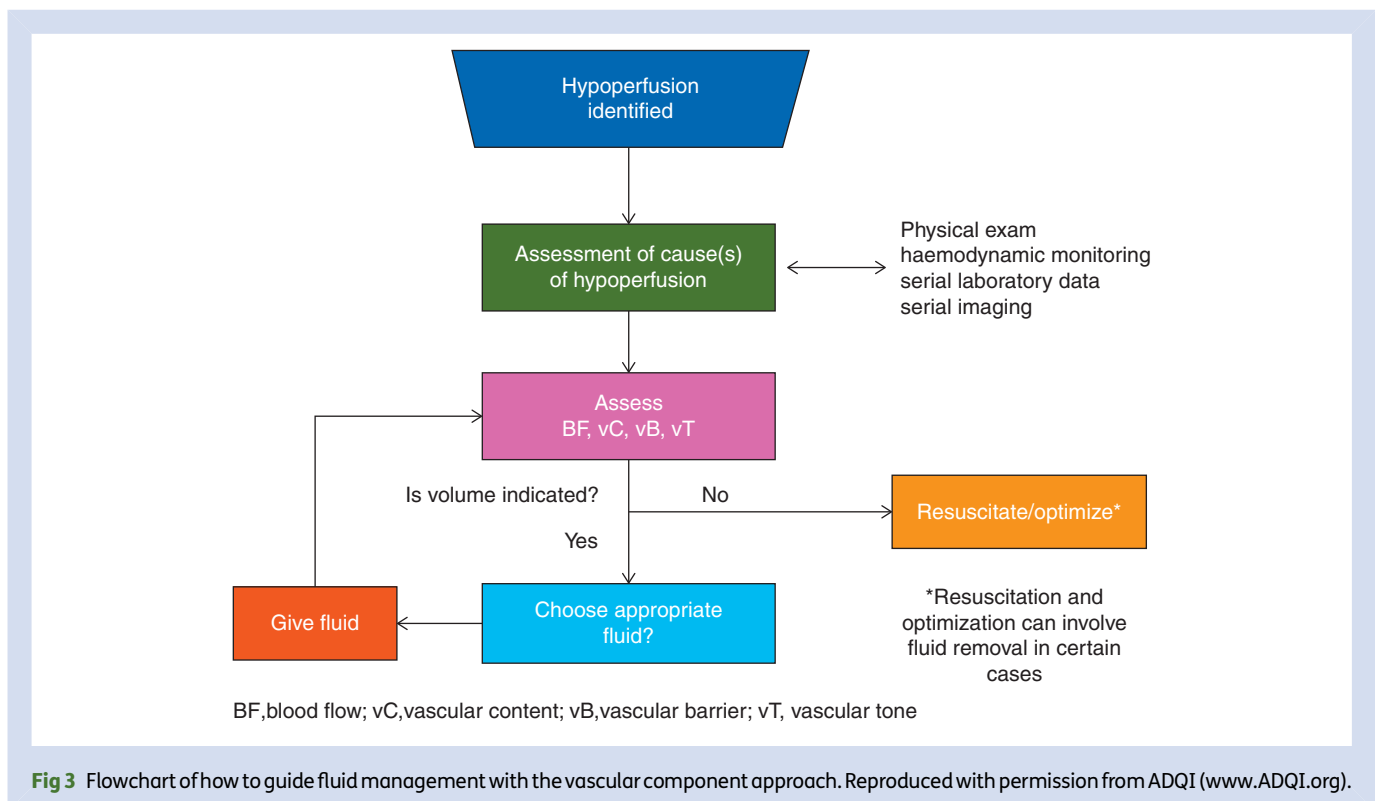 Hypoperfusion
identified
Assessment of cause(s)
of hypoperfusion
Physical exam
haemodynamic monitoring
serial laboratory data
serial imaging
Assess
BF, vC, vB, vT
Is volume indicated?
No
Resuscitate/optimize*
Yes
Give fluid
Choose appropriate
fluid?
*Resuscitation and
optimization can involve
fluid removal in certain
cases
BF,blood flow; vC,vascular content; vB,vascular barrier; vT, vascular tone
Fig 3 Flowchart of how to guide fluid management with the vascular component approach. Reproduced with permission from ADQI (www.ADQI.org).